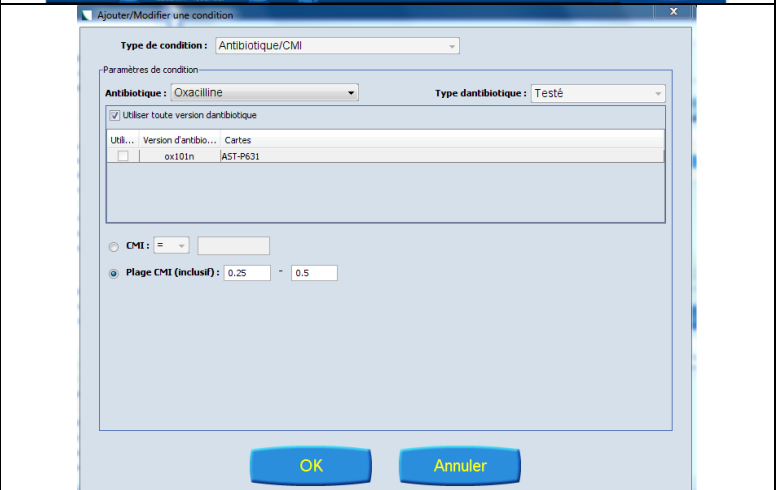 Ajouter/Modifier une condition
x
Type de condition : Antibiotique/CMI
Paramètres de condition
Antibiotique : Oxacilline Type dantibiotique : Testé
Utiliser toute version dantibiotique
Utili... Version d'antibio... Cartes
ox101n AST-P631
CMI : =
Plage CMI (inclusif) : 0.25 - 0.5
OK Annuler